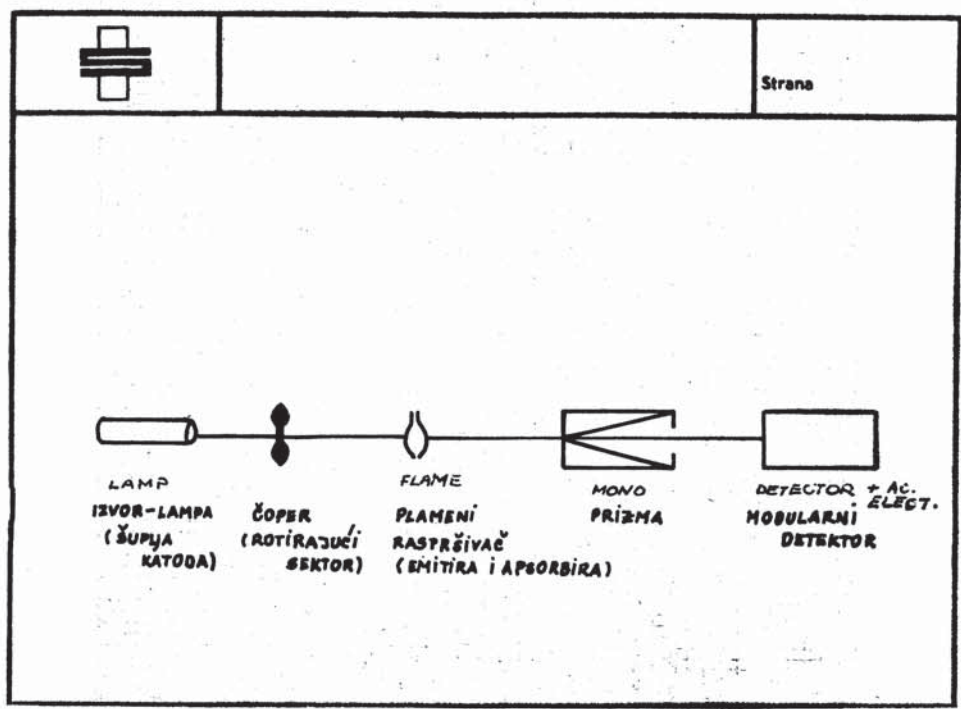 Strana
LAMP
IZVOR-LAMPA
(ŠUPLJA
KATODA)
ČOPER
(ROTIRAJUĆI
SEKTOR)
FLAME
PLAMENI
RASTRŠIVAČ
(EMITIRA I APSORBIRA)
MONO
PRIZMA
DETECTOR + AC.
ELECT.
MODULARNI
DETEKTOR